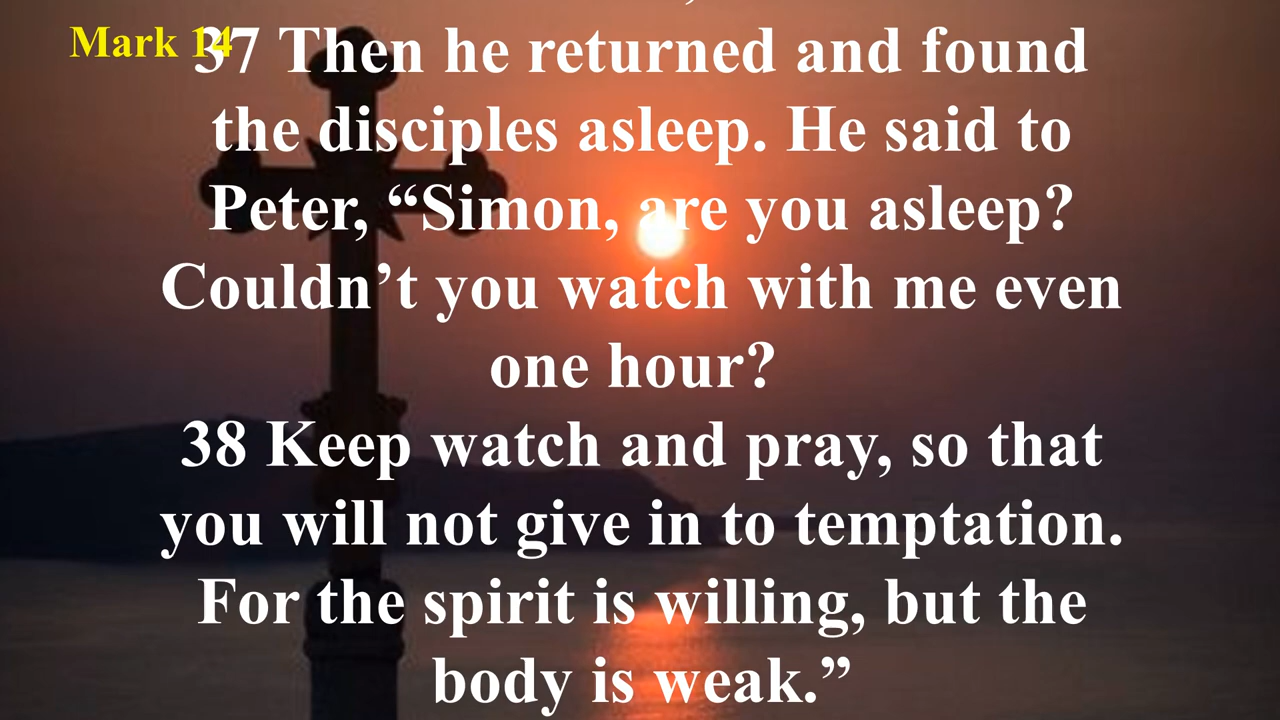 Mark 14
37 Then he returned and found
the disciples asleep. He said to
Peter, “Simon, are you asleep?
Couldn’t you watch with me even
one hour?
38 Keep watch and pray, so that
you will not give in to temptation.
For the spirit is willing, but the
body is weak.”